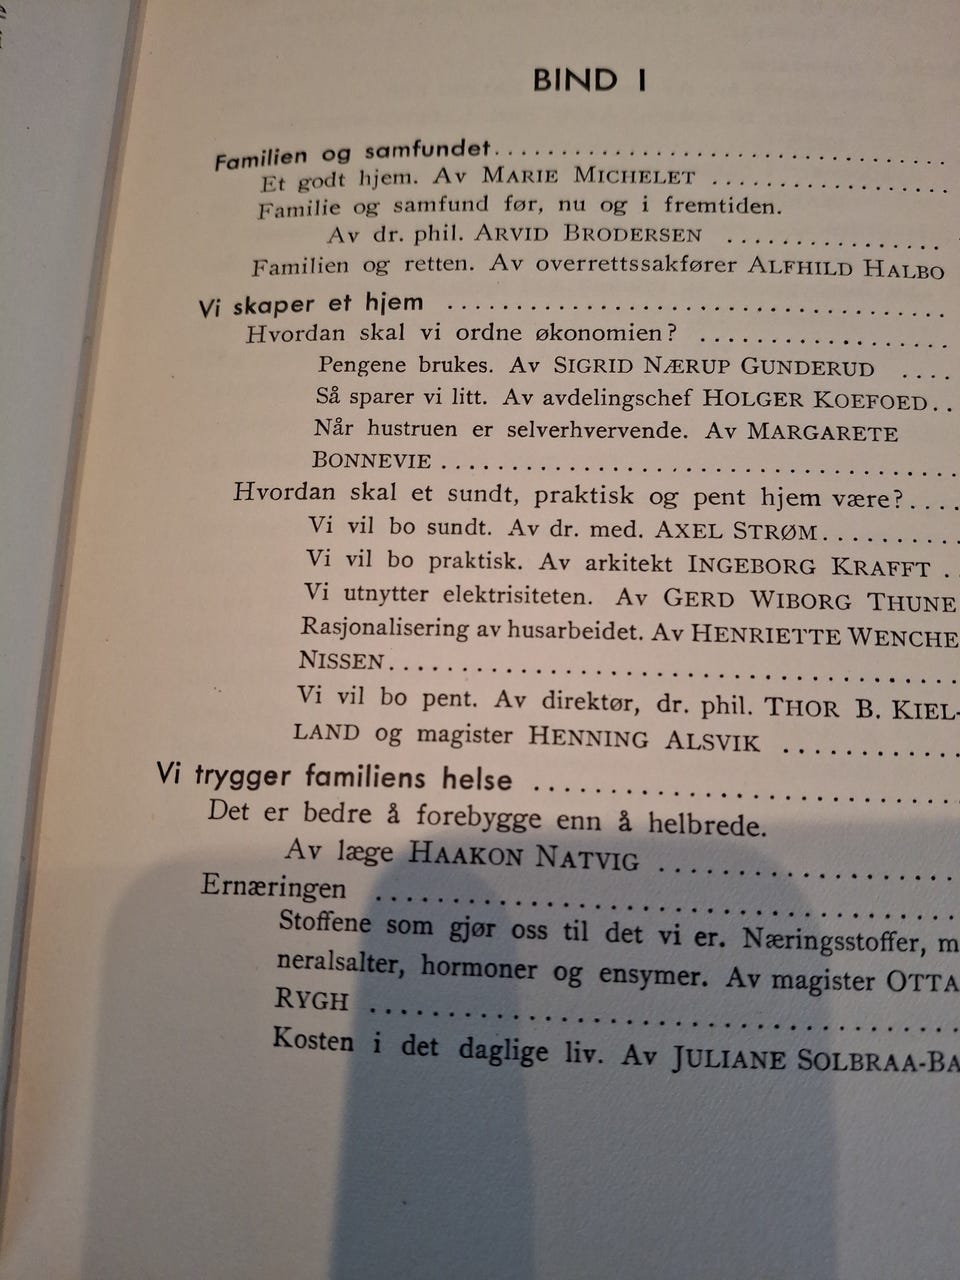 BIND I
Familien og samfundet
Et godt hjem. Av MARIE MICHELET
Familie og samfund før, nu og i fremtiden.
Av dr. phil. ARVID BRODERSEN
Familien og retten. Av overrettssakfører ALFHILD HALBO
Vi skaper et hjem
Hvordan skal vi ordne økonomien?
Pengene brukes. Av SIGRID NÆRUP GUNDERUD
Så sparer vi litt. Av avdelingschef HOLGER KOEFOED
Når hustruen er selverhvervende. Av MARGARETE
BONNEVIE
Hvordan skal et sundt, praktisk og pent hjem være?
Vi vil bo sundt. Av dr. med. AXEL STRØM
Vi vil bo praktisk. Av arkitekt INGEBORG KRAFFT
Vi utnytter elektrisiteten. Av GERD WIBORG THUNE
Rasjonalisering av husarbeidet. Av HENRIETTE WENCHE
NISSEN
Vi vil bo pent. Av direktør, dr. phil. THOR B. KIEL-
LAND og magister HENNING ALSVIK
Vi trygger familiens helse
Det er bedre å forebygge enn å helbrede.
Av læge HAAKON NATVIG
Ernæringen
Stoffene som gjør oss til det vi er. Næringsstoffer, m
neralsalter, hormoner og ensymer. Av magister OTTA
RYGH
Kosten i det daglige liv. Av JULIANE SOLBRAA-BA